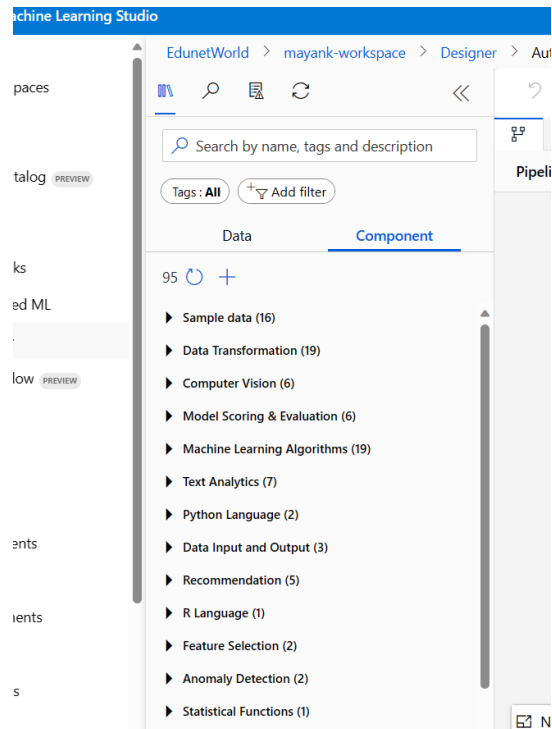 achine Learning Studio
EdunetWorld > mayank-workspace > Designer > Aut
paces
Search by name, tags and description
talog PREVIEW
Tags : All
Add filter
Pipeli
Data
Component
ks
95
ed ML
Sample data (16)
Data Transformation (19)
low PREVIEW
Computer Vision (6)
Model Scoring & Evaluation (6)
Machine Learning Algorithms (19)
Text Analytics (7)
Python Language (2)
ents
Data Input and Output (3)
Recommendation (5)
nents
R Language (1)
Feature Selection (2)
s
Anomaly Detection (2)
Statistical Functions (1)
N